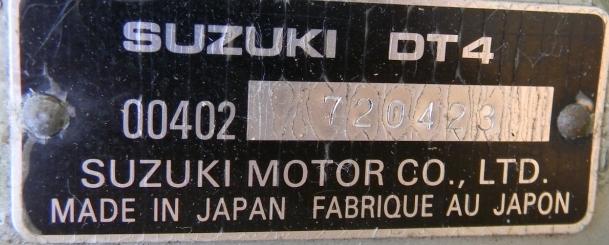 SUZUKI DT4
00402 720423
SUZUKI MOTOR CO., LTD.
MADE IN JAPAN FABRIQUE AU JAPON